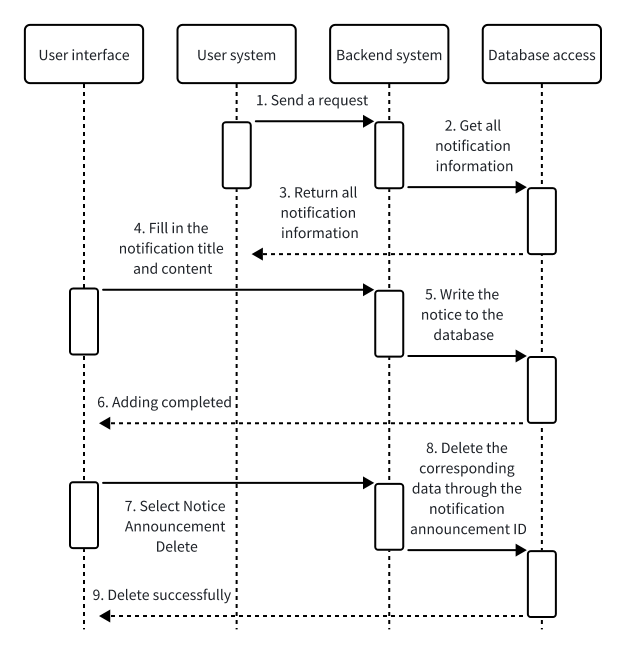 User interface
User system
Backend system
Database access
1. Send a request
2. Get all
notification
information
3. Return all
notification
information
4. Fill in the
notification title
and content
5. Write the
notice to the
database
6. Adding completed
8. Delete the
corresponding
data through the
notification
announcement ID
7. Select Notice
Announcement
Delete
9. Delete successfully